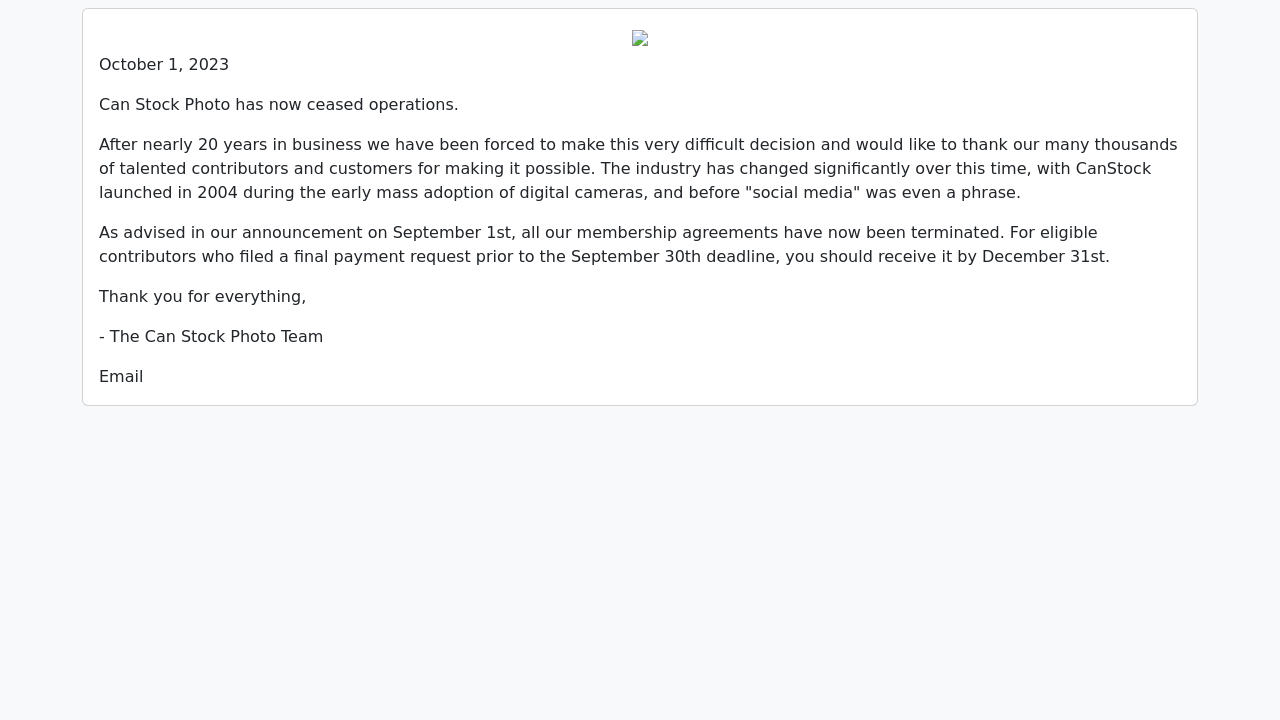 October 1, 2023
Can Stock Photo has now ceased operations.
After nearly 20 years in business we have been forced to make this very difficult decision and would like to thank our many thousands
of talented contributors and customers for making it possible. The industry has changed significantly over this time, with CanStock
launched in 2004 during the early mass adoption of digital cameras, and before "social media" was even a phrase.
As advised in our announcement on September 1st, all our membership agreements have now been terminated. For eligible
contributors who filed a final payment request prior to the September 30th deadline, you should receive it by December 31st.
Thank you for everything,
- The Can Stock Photo Team
Email